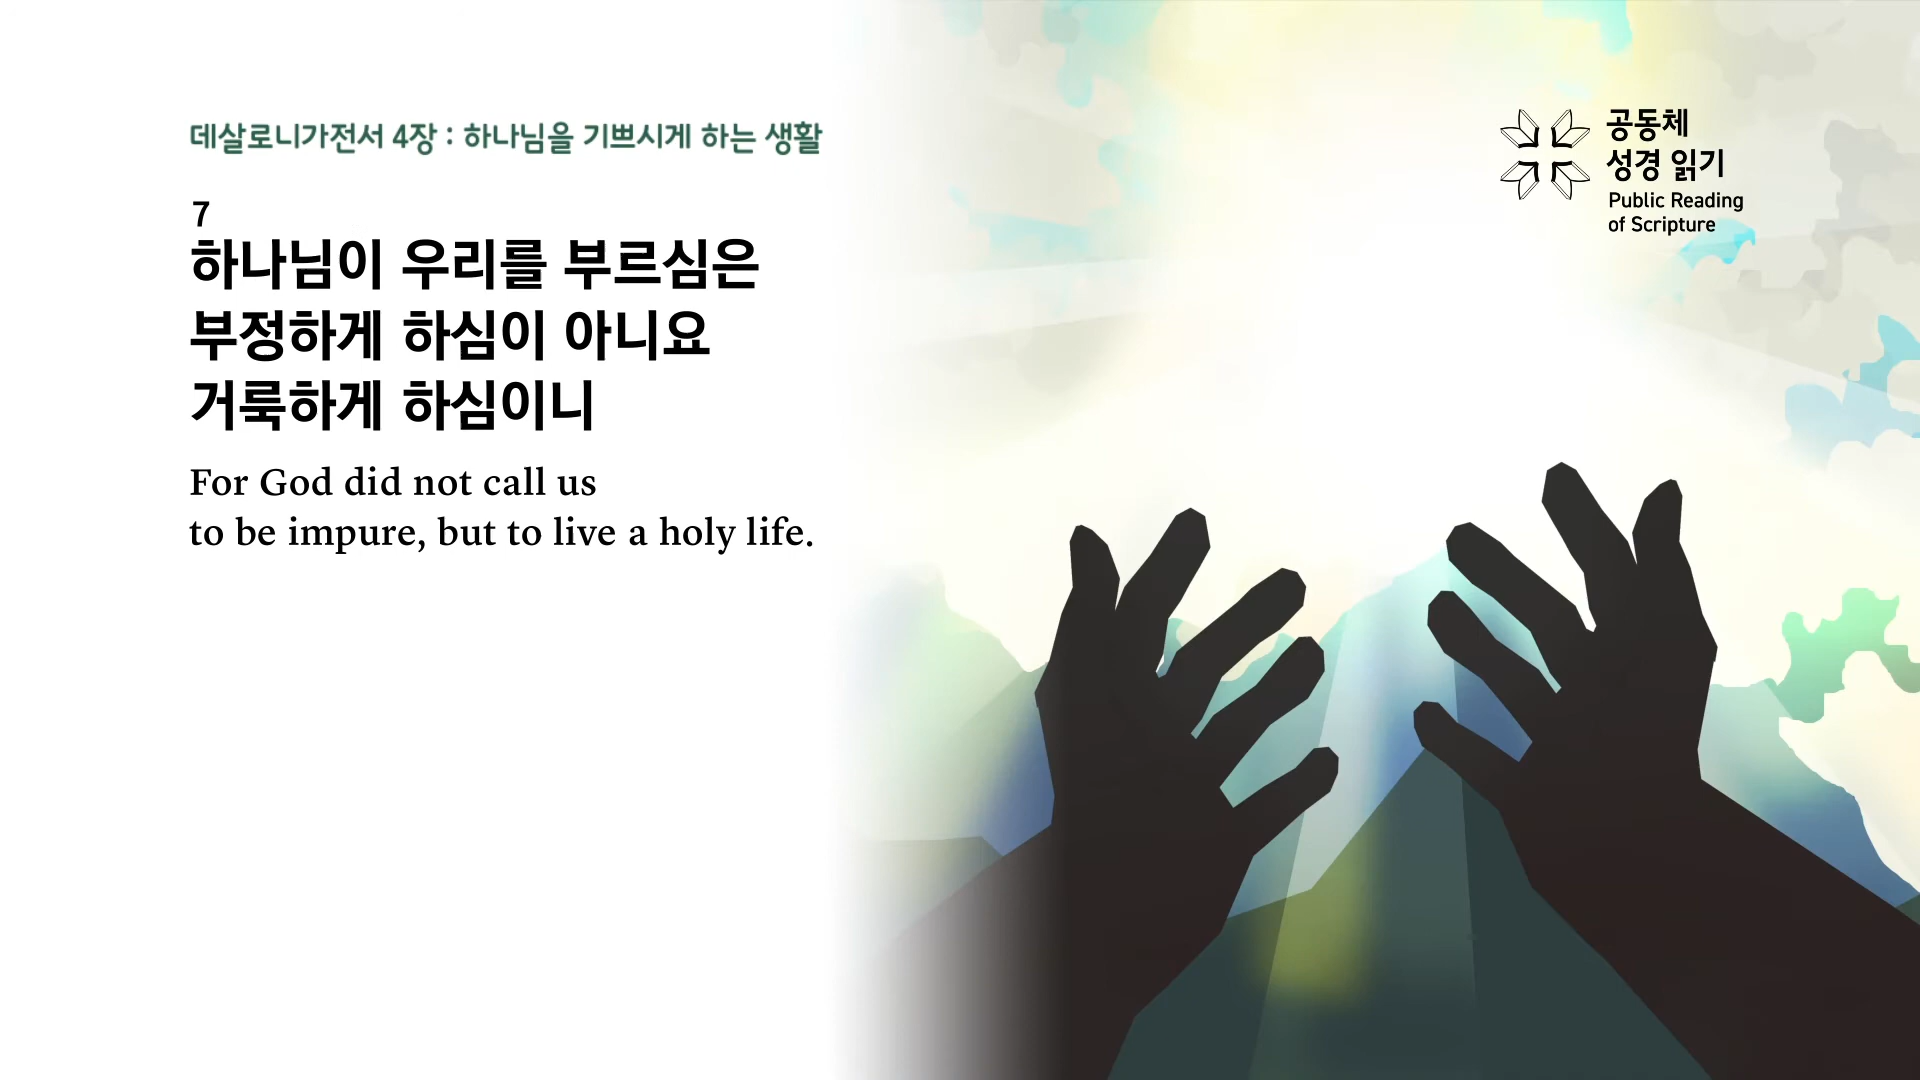 데살로니가전서 4장 : 하나님을 기쁘시게 하는 생활
7
하나님이 우리를 부르심은
부정하게 하심이 아니요
거룩하게 하심이니
For God did not call us
to be impure, but to live a holy life.
공동체
성경 읽기
Public Reading
of Scripture